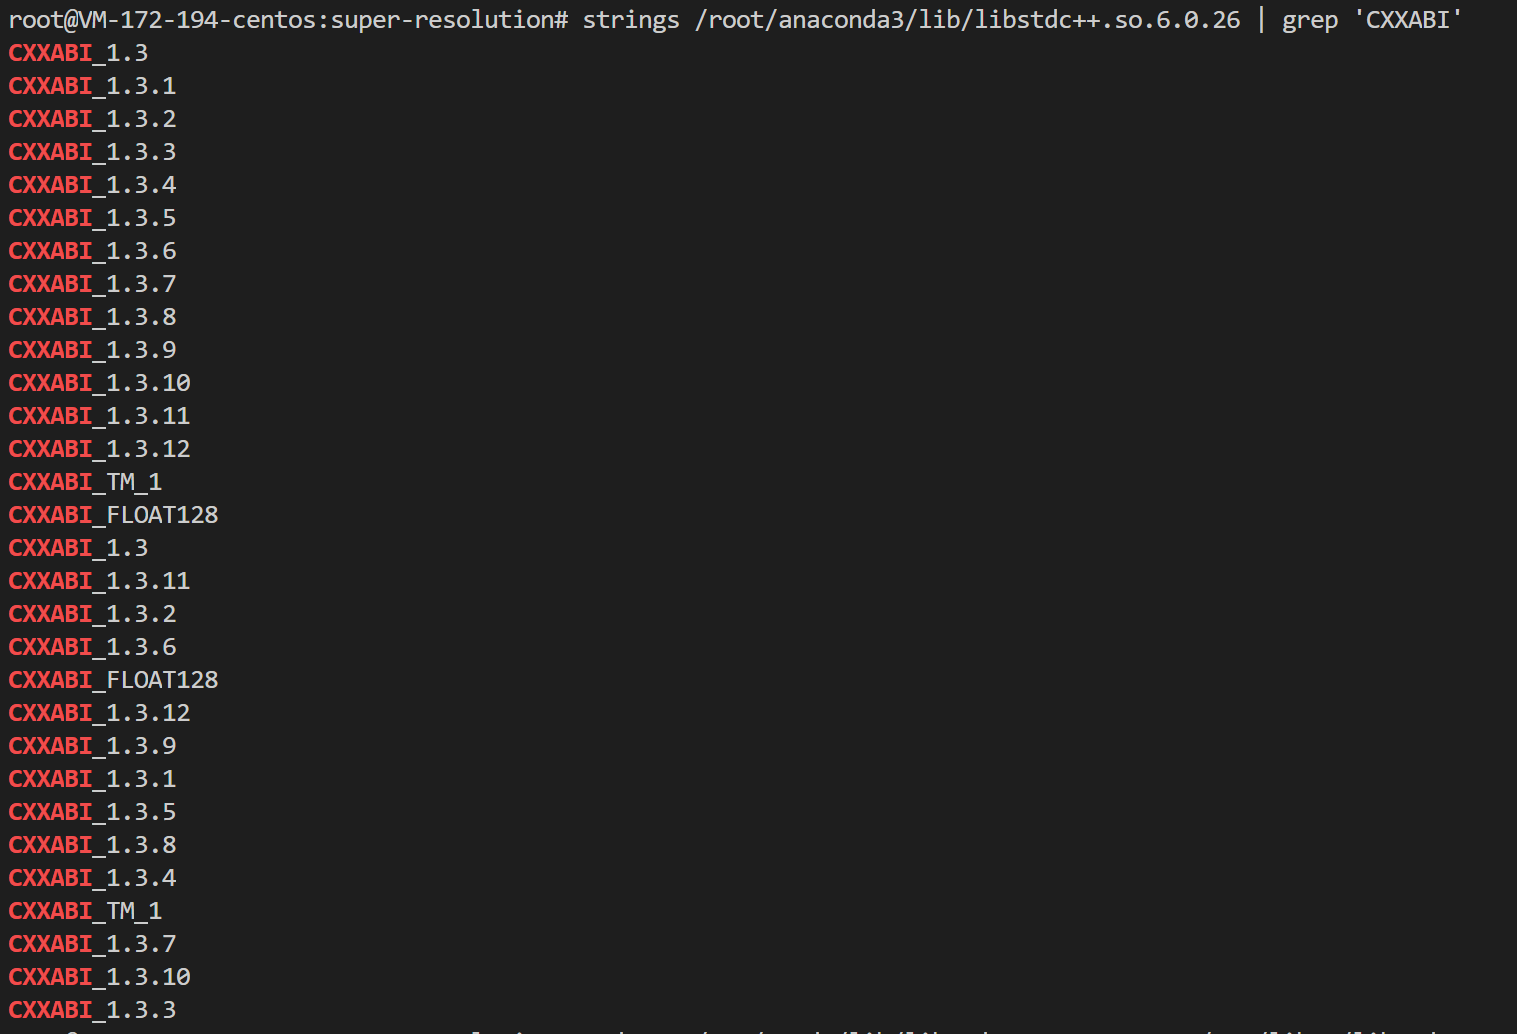 root@VM-172-194-centos:super-resolution# strings /root/anaconda3/lib/libstdc++.so.6.0.26 | grep 'CXXABI'
CXXABI_1.3
CXXABI_1.3.1
CXXABI_1.3.2
CXXABI_1.3.3
CXXABI_1.3.4
CXXABI_1.3.5
CXXABI_1.3.6
CXXABI_1.3.7
CXXABI_1.3.8
CXXABI_1.3.9
CXXABI_1.3.10
CXXABI_1.3.11
CXXABI_1.3.12
CXXABI_TM_1
CXXABI_FLOAT128
CXXABI_1.3
CXXABI_1.3.11
CXXABI_1.3.2
CXXABI_1.3.6
CXXABI_FLOAT128
CXXABI_1.3.12
CXXABI_1.3.9
CXXABI_1.3.1
CXXABI_1.3.5
CXXABI_1.3.8
CXXABI_1.3.4
CXXABI_TM_1
CXXABI_1.3.7
CXXABI_1.3.10
CXXABI_1.3.3